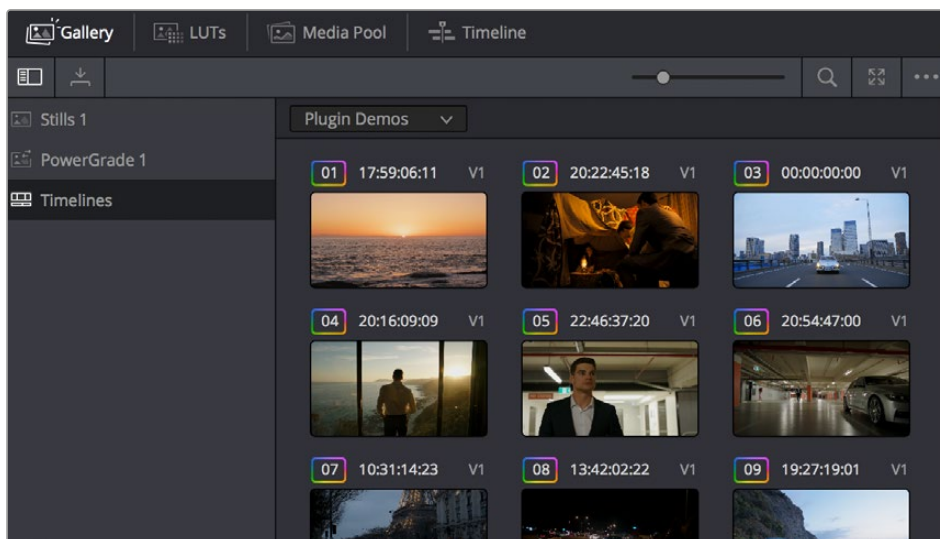 Gallery LUTs Media Pool Timeline
Stills 1
PowerGrade 1
Timelines
Plugin Demos
01 17:59:06:11 V1
02 20:22:45:18 V1
03 00:00:00:00 V1
04 20:16:09:09 V1
05 22:46:37:20 V1
06 20:54:47:00 V1
07 10:31:14:23 V1
08 13:42:02:22 V1
09 19:27:19:01 V1